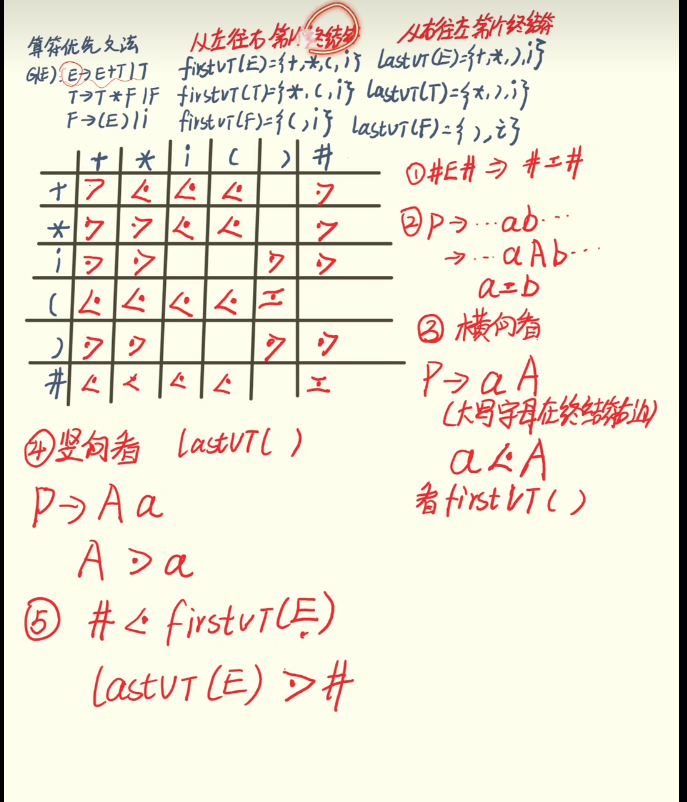 算符优先文法
从左往右第一个终结符
从右往左第一个终结符
G(E): E→E+T|T
firstVT(E)={+,*,(,i}
lastVT(E)={+,*,),i}
T→T*F|F
firstVT(T)={*,(,i}
lastVT(T)={*,),i}
F→(E)|i
firstVT(F)={(,i}
lastVT(F)={),i}
+ * i ( ) #
+ ⋗ ⋖ ⋖ ⋖ ⋗
* ⋗ ⋗ ⋖ ⋖ ⋗
i ⋗ ⋗ ⋗ ⋗
( ⋖ ⋖ ⋖ ⋖ ≐
) ⋗ ⋗ ⋗ ⋗
# ⋖ ⋖ ⋖ ⋖ ≐
① #E# ⇒ #≐#
② P→…ab…
→…aAb…
a≐b
③ 横向看
P→aA
(大写字母在终结符右边)
a⋖A
看firstVT( )
④竖向看 lastVT( )
P→Aa
A⋗a
⑤ #⋖firstVT(E)
lastVT(E)⋗#